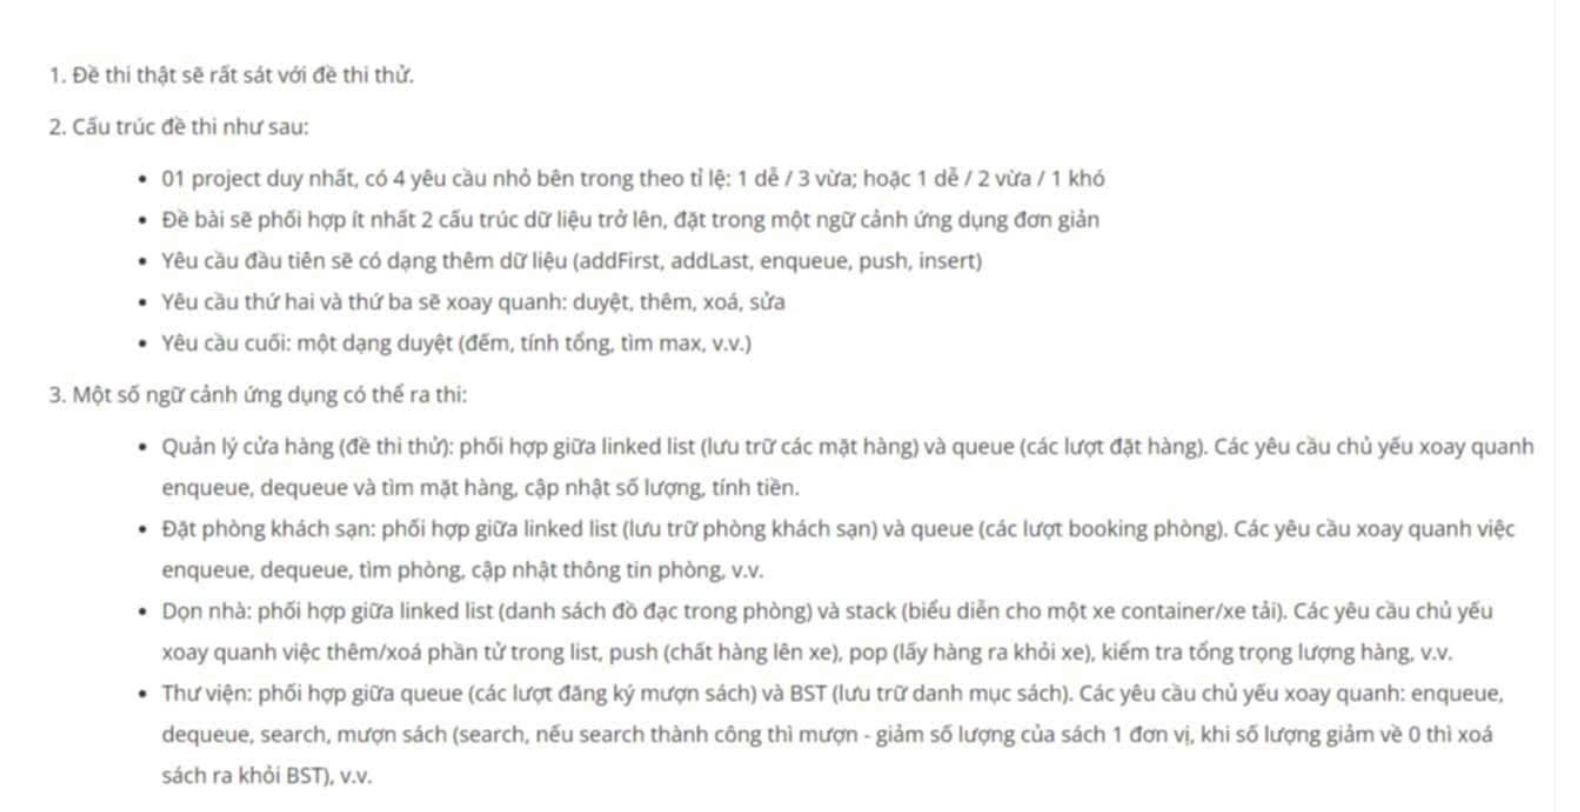 1. Đề thi thật sẽ rất sát với đề thi thử.
2. Cấu trúc đề thi như sau:
• 01 project duy nhất, có 4 yêu cầu nhỏ bên trong theo tỉ lệ: 1 dễ / 3 vừa; hoặc 1 dễ / 2 vừa / 1 khó
• Đề bài sẽ phối hợp ít nhất 2 cấu trúc dữ liệu trở lên, đặt trong một ngữ cảnh ứng dụng đơn giản
• Yêu cầu đầu tiên sẽ có dạng thêm dữ liệu (addFirst, addLast, enqueue, push, insert)
• Yêu cầu thứ hai và thứ ba sẽ xoay quanh: duyệt, thêm, xoá, sửa
• Yêu cầu cuối: một dạng duyệt (đếm, tính tổng, tìm max, v.v.)
3. Một số ngữ cảnh ứng dụng có thể ra thi:
• Quản lý cửa hàng (đề thi thử): phối hợp giữa linked list (lưu trữ các mặt hàng) và queue (các lượt đặt hàng). Các yêu cầu chủ yếu xoay quanh
enqueue, dequeue và tìm mặt hàng, cập nhật số lượng, tính tiền.
• Đặt phòng khách sạn: phối hợp giữa linked list (lưu trữ phòng khách sạn) và queue (các lượt booking phòng). Các yêu cầu xoay quanh việc
enqueue, dequeue, tìm phòng, cập nhật thông tin phòng, v.v.
• Dọn nhà: phối hợp giữa linked list (danh sách đồ đạc trong phòng) và stack (biểu diễn cho một xe container/xe tải). Các yêu cầu chủ yếu
xoay quanh việc thêm/xoá phần tử trong list, push (chất hàng lên xe), pop (lấy hàng ra khỏi xe), kiểm tra tổng trọng lượng hàng, v.v.
• Thư viện: phối hợp giữa queue (các lượt đăng ký mượn sách) và BST (lưu trữ danh mục sách). Các yêu cầu chủ yếu xoay quanh: enqueue,
dequeue, search, mượn sách (search, nếu search thành công thì mượn - giảm số lượng của sách 1 đơn vị, khi số lượng giảm về 0 thì xoá
sách ra khỏi BST), v.v.